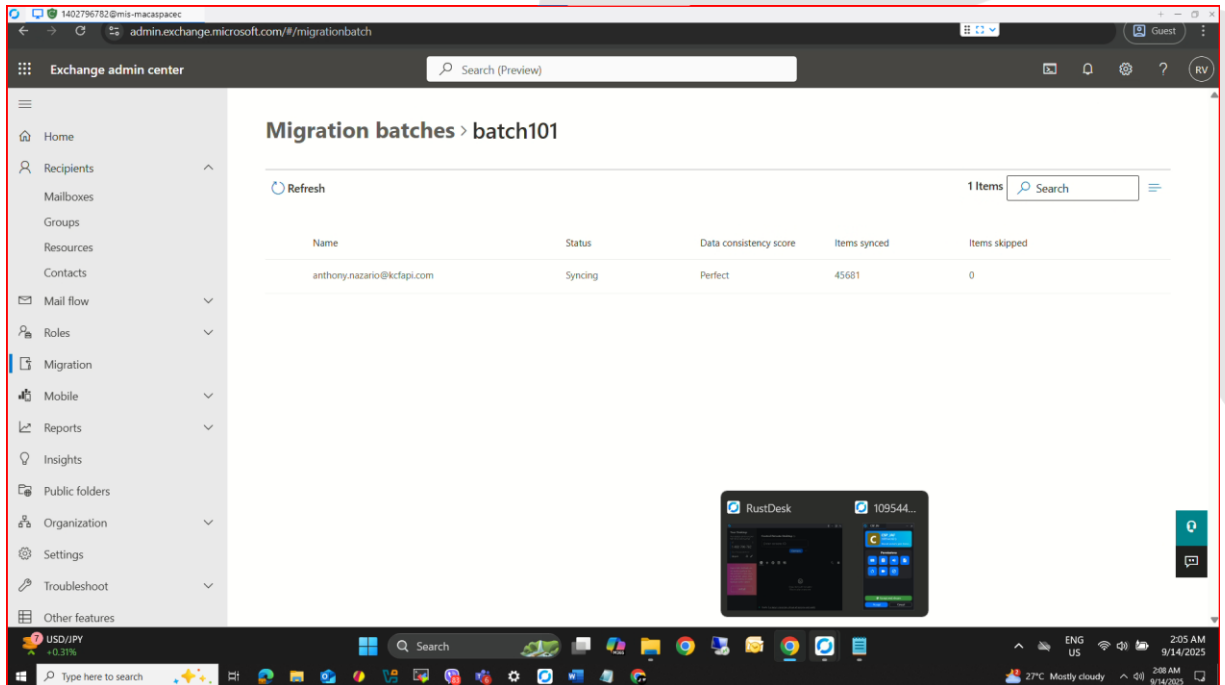 1402796782@mis-macaspacec
admin.exchange.microsoft.com/#/migrationbatch
Guest
Exchange admin center
Search (Preview)
RV
Home
Recipients
Mailboxes
Groups
Resources
Contacts
Mail flow
Roles
Migration
Mobile
Reports
Insights
Public folders
Organization
Settings
Troubleshoot
Other features
Migration batches > batch101
Refresh
1 Items
Search
Name Status Data consistency score Items synced Items skipped
anthony.nazario@kcfapi.com Syncing Perfect 45681 0
RustDesk
109544...
7
USD/JPY
+0.31%
Search
ENG
US
2:05 AM
9/14/2025
Type here to search
27°C Mostly cloudy
2:08 AM
9/14/2025